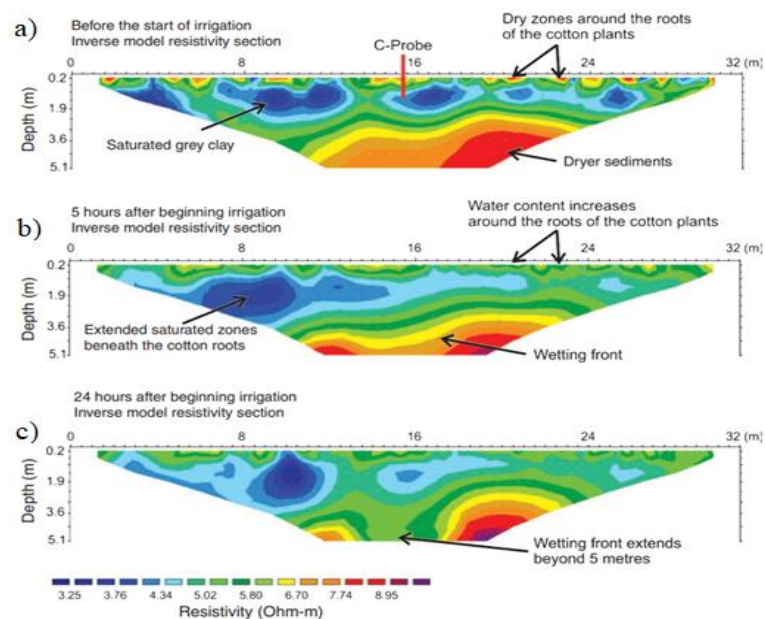 a)
Before the start of irrigation
Inverse model resistivity section
C-Probe
Dry zones around the roots
of the cotton plants
0 8 16 24 32 (m)
Depth (m)
0.2
1.9
3.6
5.1
Saturated grey clay
Dryer sediments
b)
5 hours after beginning irrigation
Inverse model resistivity section
Water content increases
around the roots of the cotton plants
0 8 16 24 32 (m)
Depth (m)
0.2
1.9
3.6
5.1
Extended saturated zones
beneath the cotton roots
Wetting front
c)
24 hours after beginning irrigation
Inverse model resistivity section
0 8 16 24 32 (m)
Depth (m)
0.2
1.9
3.6
5.1
Wetting front extends
beyond 5 metres
3.25 3.76 4.34 5.02 5.80 6.70 7.74 8.95
Resistivity (Ohm-m)